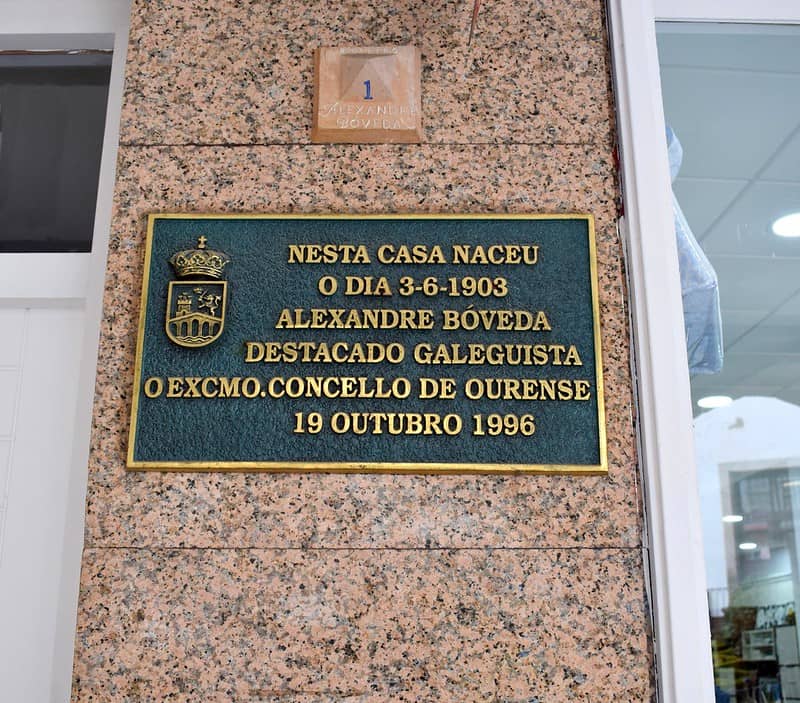 1
ALEXANDRE
BÓVEDA
NESTA CASA NACEU
O DIA 3-6-1903
ALEXANDRE BÓVEDA
DESTACADO GALEGUISTA
O EXCMO.CONCELLO DE OURENSE
19 OUTUBRO 1996